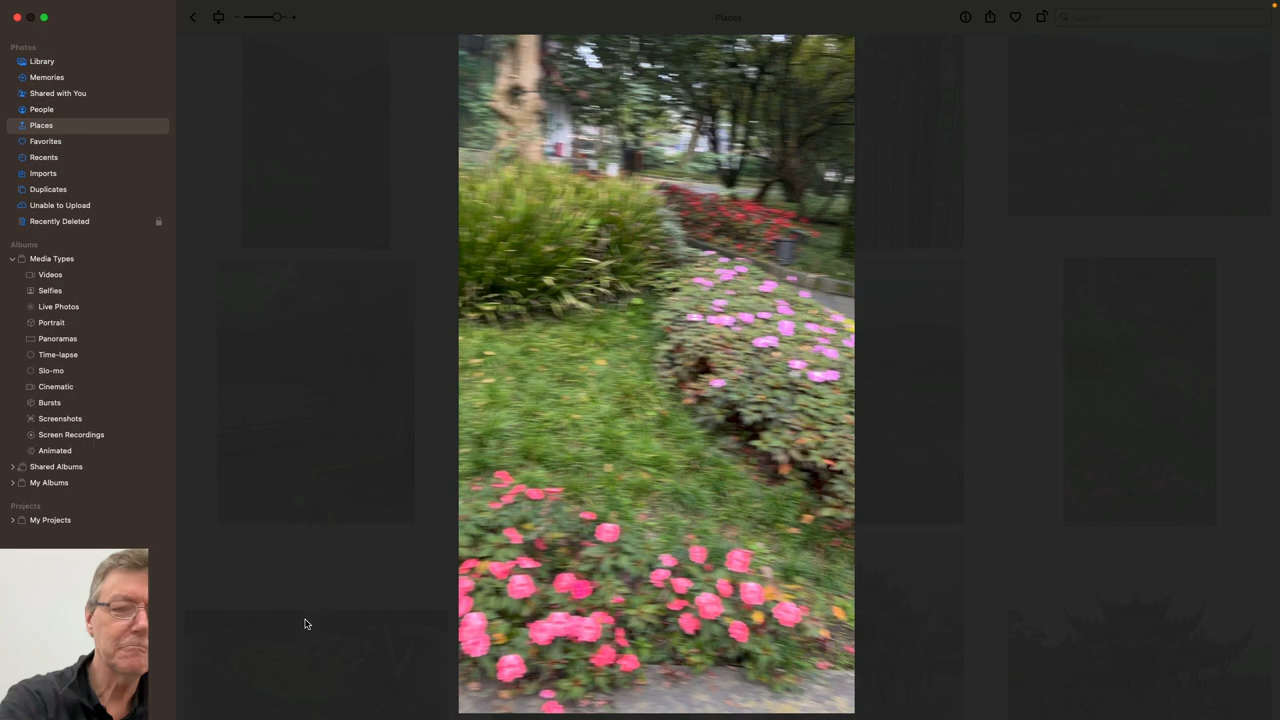 Places
Search
Photos
Library
Memories
Shared with You
People
Places
Favorites
Recents
Imports
Duplicates
Unable to Upload
Recently Deleted
Albums
Media Types
Videos
Selfies
Live Photos
Portrait
Panoramas
Time-lapse
Slo-mo
Cinematic
Bursts
Screenshots
Screen Recordings
Animated
Shared Albums
My Albums
Projects
My Projects